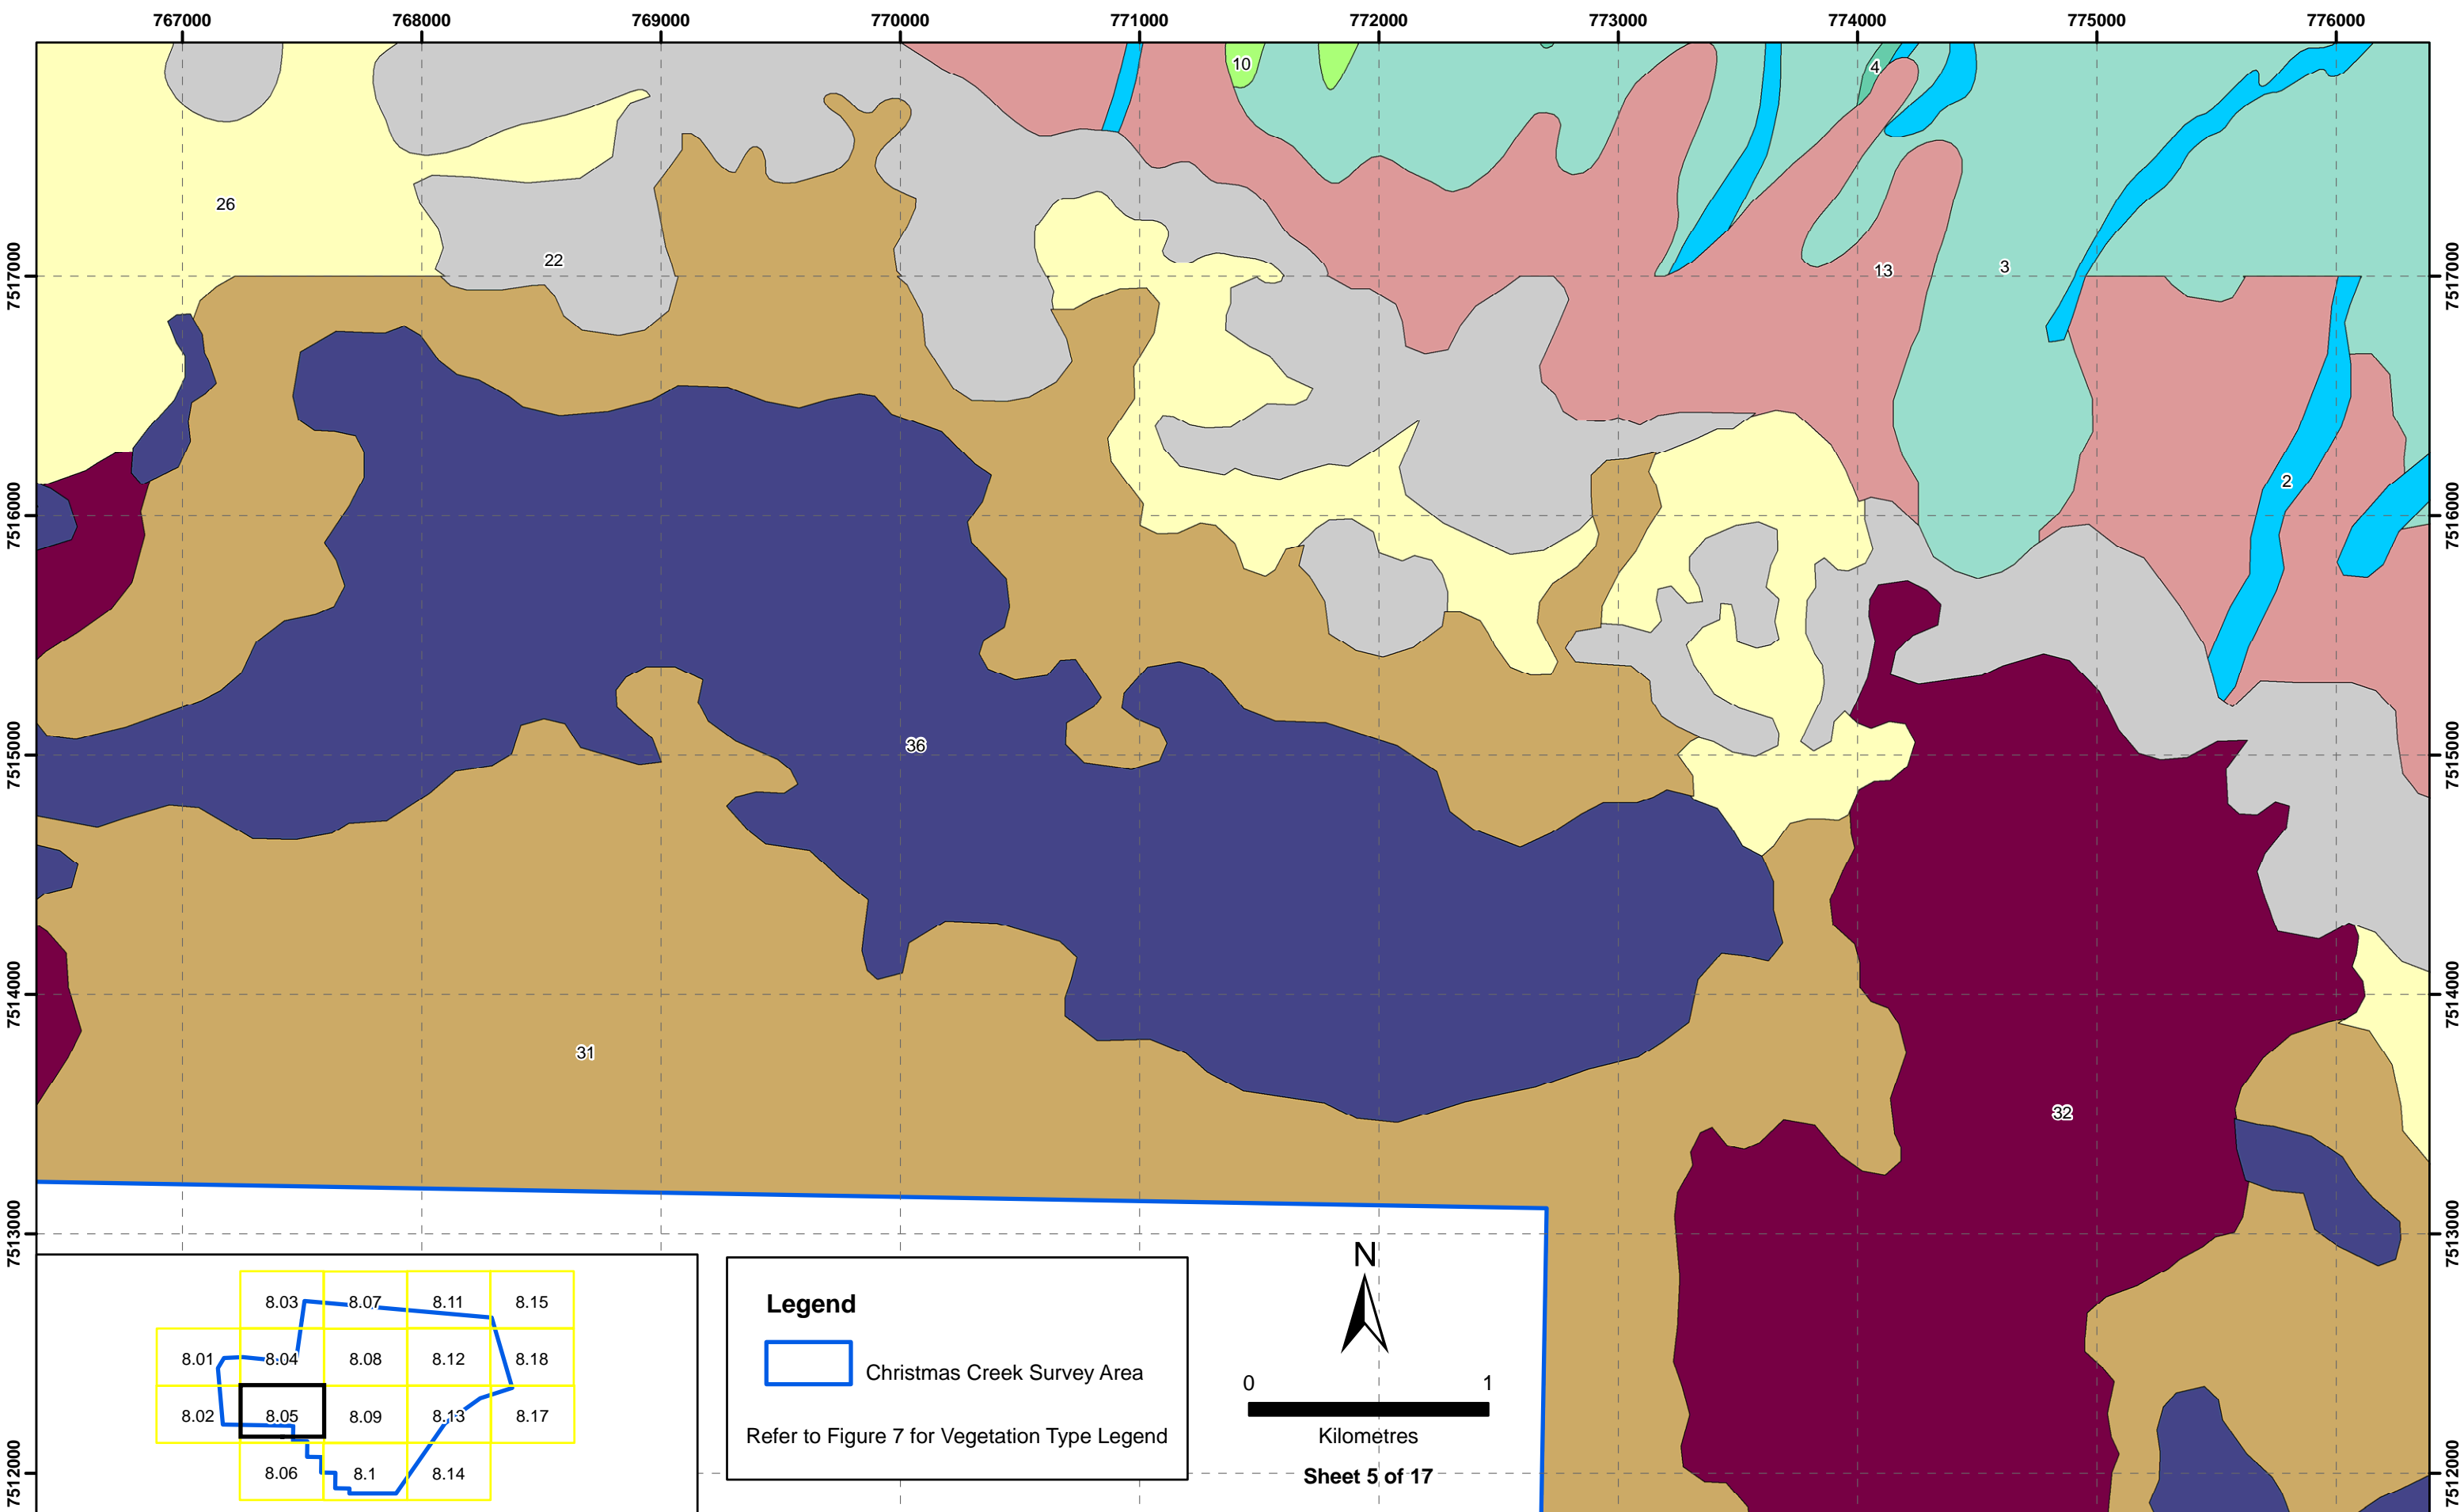 767000 768000 769000 770000 771000 772000 773000 774000 775000 776000
10
4
26
22
13
3
7517000 7517000
2
7516000 7516000
36
7515000 7515000
31
7514000 7514000
32
7513000 7513000
7512000 7512000
8.03 8.07 8.11 8.15
8.01 8.04 8.08 8.12 8.18
8.02 8.05 8.09 8.13 8.17
8.06 8.1 8.14
Legend
Christmas Creek Survey Area
Refer to Figure 7 for Vegetation Type Legend
N
0 1
Kilometres
Sheet 5 of 17